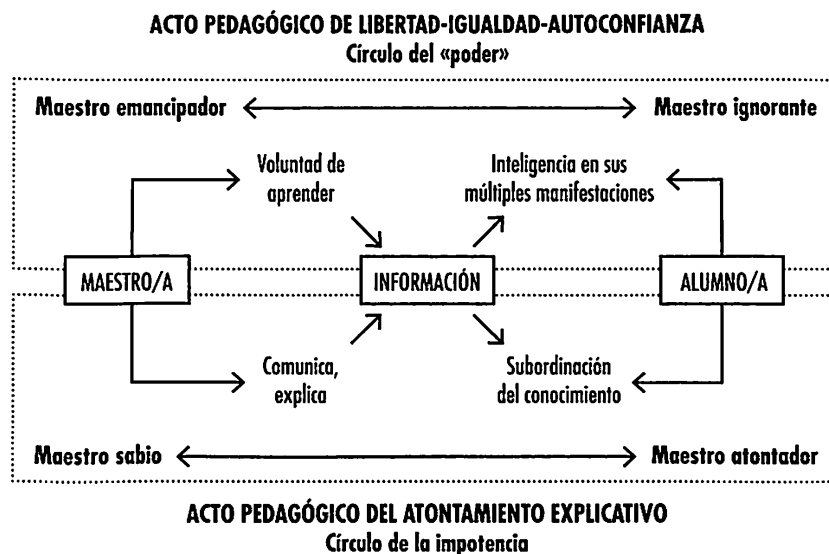 ACTO PEDAGÓGICO DE LIBERTAD-IGUALDAD-AUTOCONFIANZA
Círculo del «poder»
Maestro emancipador
Maestro ignorante
Voluntad de
aprender
Inteligencia en sus
múltiples manifestaciones
MAESTRO/A
INFORMACIÓN
ALUMNO/A
Comunica,
explica
Subordinación
del conocimiento
Maestro sabio
Maestro atontador
ACTO PEDAGÓGICO DEL ATONTAMIENTO EXPLICATIVO
Círculo de la impotencia